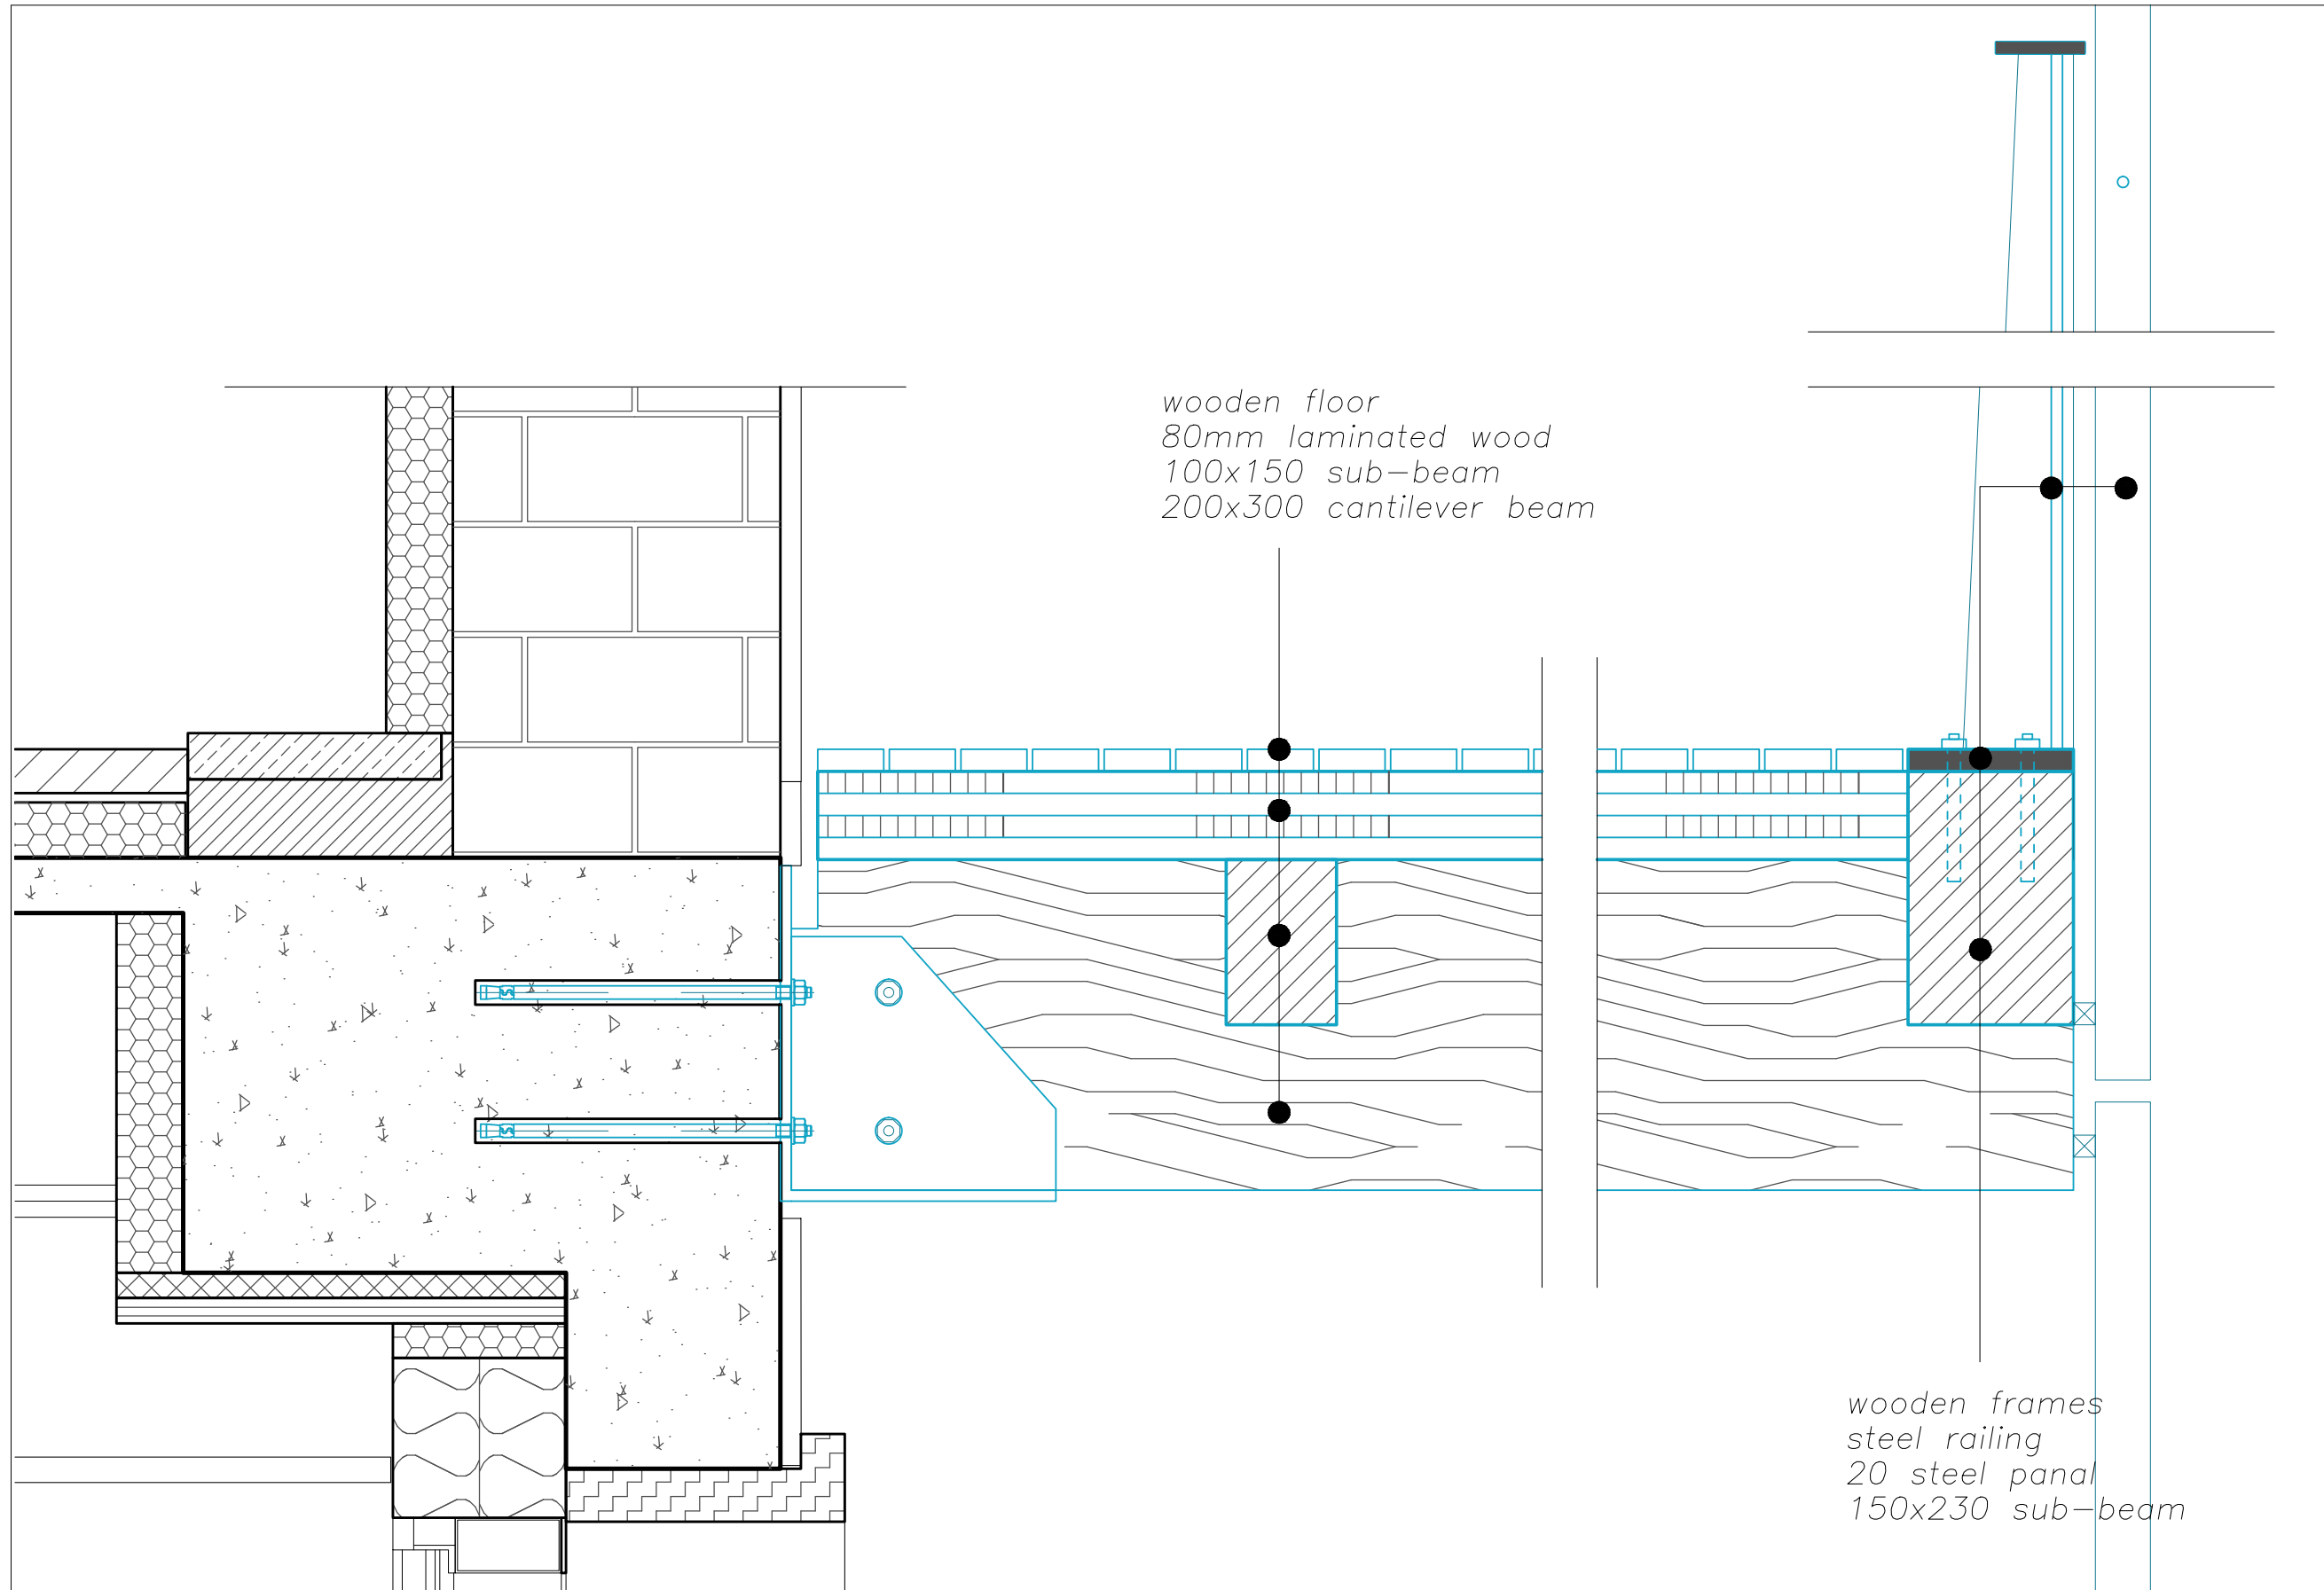 wooden floor
80mm laminated wood
100x150 sub-beam
200x300 cantilever beam
wooden frames
steel railing
20 steel panal
150x230 sub-beam